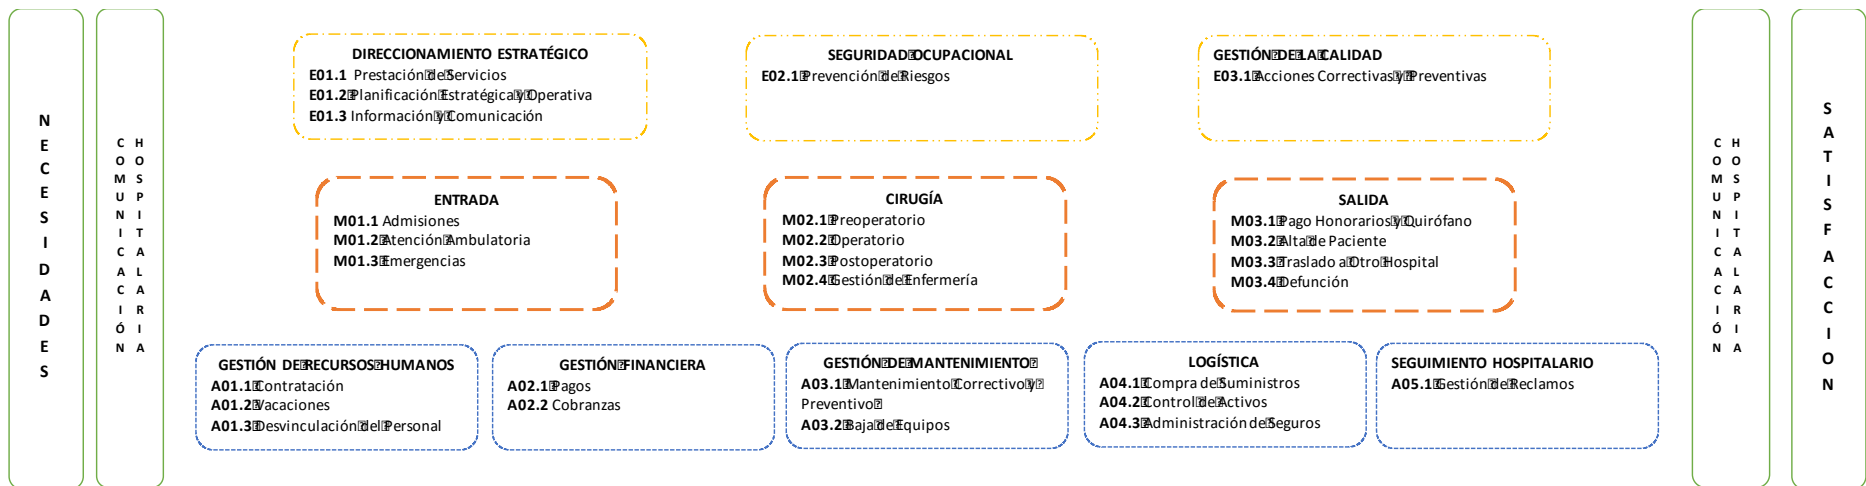 NECESIDADES
COMUNICACIÓN
HOSPITALARIA
DIRECCIONAMIENTO ESTRATÉGICO
E01.1 Prestación de Servicios
E01.2 Planificación Estratégica y Operativa
E01.3 Información y Comunicación
SEGURIDAD OCUPACIONAL
E02.1 Prevención de Riesgos
GESTIÓN DE LA CALIDAD
E03.1 Acciones Correctivas y Preventivas
ENTRADA
M01.1 Admisiones
M01.2 Atención Ambulatoria
M01.3 Emergencias
CIRUGÍA
M02.1 Preoperatorio
M02.2 Operatorio
M02.3 Postoperatorio
M02.4 Gestión de Enfermería
SALIDA
M03.1 Pago Honorarios y Quirófano
M03.2 Alta de Paciente
M03.3 Traslado a Otro Hospital
M03.4 Defunción
GESTIÓN DE RECURSOS HUMANOS
A01.1 Contratación
A01.2 Vacaciones
A01.3 Desvinculación del Personal
GESTIÓN FINANCIERA
A02.1 Pagos
A02.2 Cobranzas
GESTIÓN DE MANTENIMIENTO
A03.1 Mantenimiento Correctivo y
Preventivo
A03.2 Baja de Equipos
LOGÍSTICA
A04.1 Compra de Suministros
A04.2 Control de Activos
A04.3 Administración de Seguros
SEGUIMIENTO HOSPITALARIO
A05.1 Gestión de Reclamos
COMUNICACIÓN
HOSPITALARIA
SATISFACCION